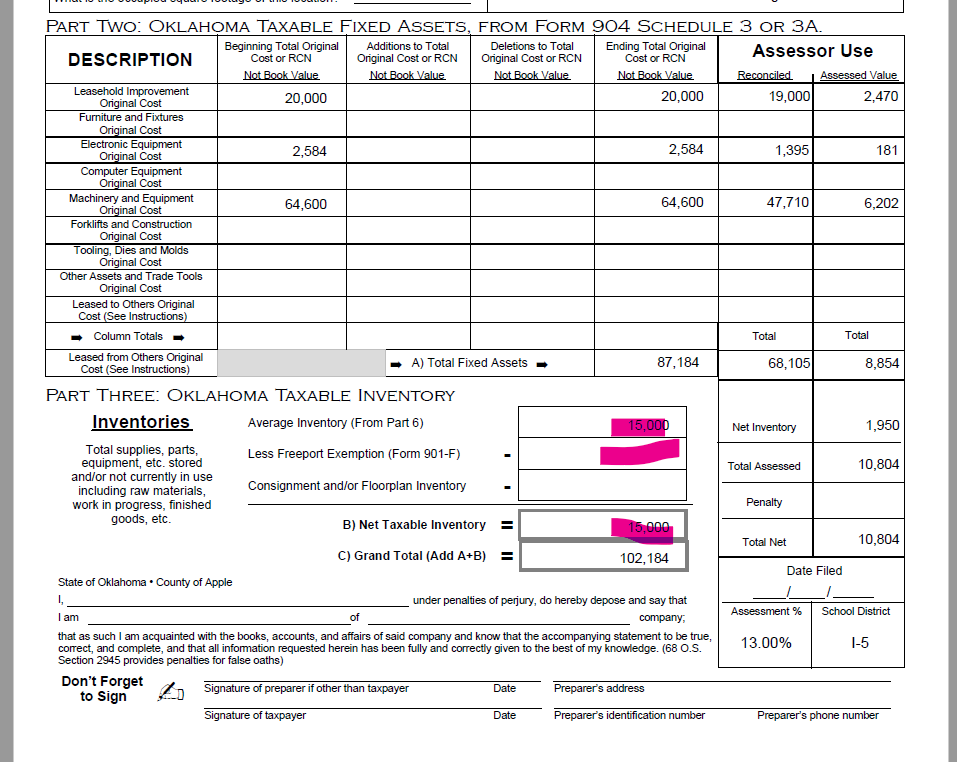 PART TWO: OKLAHOMA TAXABLE FIXED ASSETS, FROM FORM 904 SCHEDULE 3 OR 3A.
DESCRIPTION
Beginning Total Original Cost or RCN Not Book Value
Additions to Total Original Cost or RCN Not Book Value
Deletions to Total Original Cost or RCN Not Book Value
Ending Total Original Cost or RCN Not Book Value
Assessor Use
Reconciled Assessed Value
Leasehold Improvement Original Cost 20,000 20,000 19,000 2,470
Furniture and Fixtures Original Cost
Electronic Equipment Original Cost 2,584 2,584 1,395 181
Computer Equipment Original Cost
Machinery and Equipment Original Cost 64,600 64,600 47,710 6,202
Forklifts and Construction Original Cost
Tooling, Dies and Molds Original Cost
Other Assets and Trade Tools Original Cost
Leased to Others Original Cost (See Instructions)
➡ Column Totals ➡ Total Total
Leased from Others Original Cost (See Instructions) ➡ A) Total Fixed Assets ➡ 87,184 68,105 8,854
PART THREE: OKLAHOMA TAXABLE INVENTORY
Inventories
Total supplies, parts,
equipment, etc. stored
and/or not currently in use
including raw materials,
work in progress, finished
goods, etc.
Average Inventory (From Part 6) 15,000
Less Freeport Exemption (Form 901-F) -
Consignment and/or Floorplan Inventory -
B) Net Taxable Inventory = 15,000
C) Grand Total (Add A+B) = 102,184
Net Inventory 1,950
Total Assessed 10,804
Penalty
Total Net 10,804
Date Filed
__/__/__
Assessment % School District
13.00% I-5
State of Oklahoma • County of Apple
I, ____ under penalties of perjury, do hereby depose and say that
I am ____ of ____ company;
that as such I am acquainted with the books, accounts, and affairs of said company and know that the accompanying statement to be true,
correct, and complete, and that all information requested herein has been fully and correctly given to the best of my knowledge. (68 O.S.
Section 2945 provides penalties for false oaths)
Don't Forget
to Sign
Signature of preparer if other than taxpayer Date Preparer's address
Signature of taxpayer Date Preparer's identification number Preparer's phone number